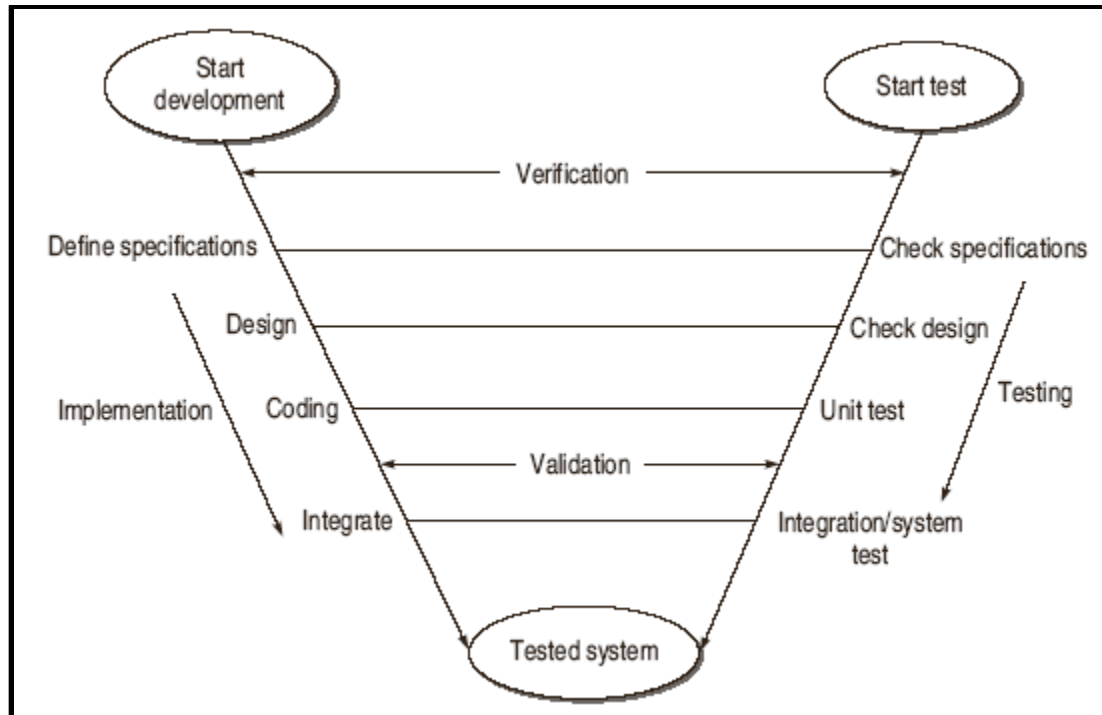 Start
development
Start test
Verification
Define specifications
Check specifications
Design
Check design
Implementation
Coding
Unit test
Testing
Validation
Integrate
Integration/system
test
Tested system